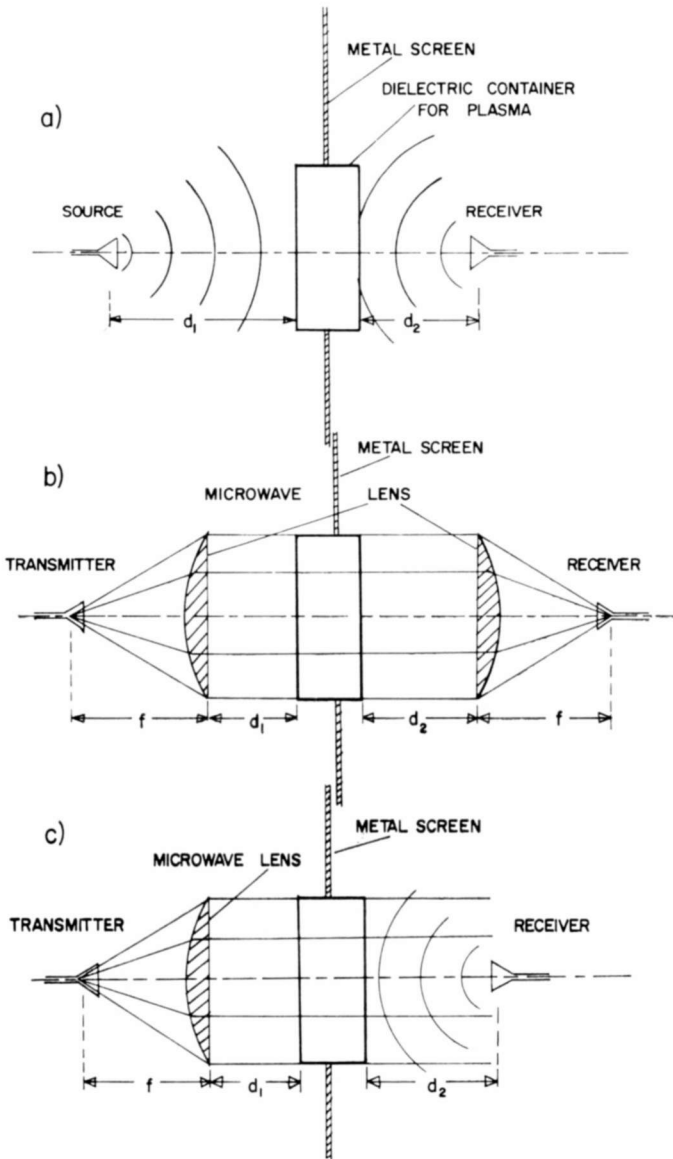 METAL SCREEN
DIELECTRIC CONTAINER
FOR PLASMA
a)
SOURCE
RECEIVER
d₁
d₂
METAL SCREEN
b)
MICROWAVE LENS
TRANSMITTER
RECEIVER
f
d₁
d₂
f
c)
METAL SCREEN
MICROWAVE LENS
TRANSMITTER
RECEIVER
f
d₁
d₂